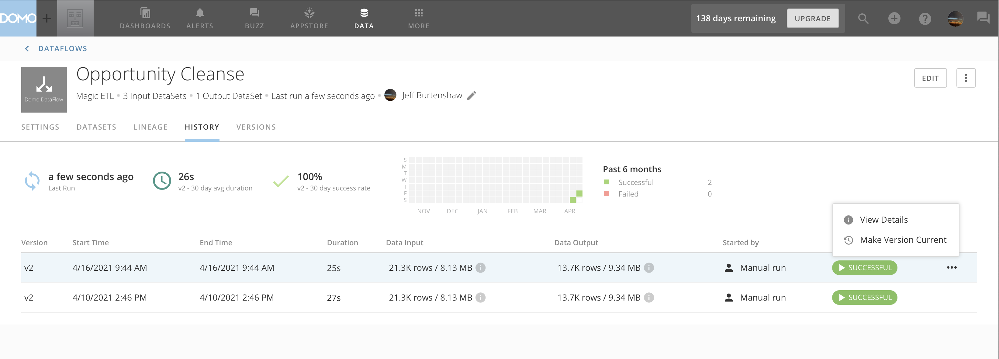 DOMO
DASHBOARDS
ALERTS
BUZZ
APPSTORE
DATA
MORE
138 days remaining
UPGRADE
DATAFLOWS
Domo DataFlow
Opportunity Cleanse
Magic ETL • 3 Input DataSets • 1 Output DataSet • Last run a few seconds ago • Jeff Burtenshaw
EDIT
SETTINGS DATASETS LINEAGE HISTORY VERSIONS
a few seconds ago
Last Run
26s
v2 - 30 day avg duration
100%
v2 - 30 day success rate
S
M
T
W
T
F
S
NOV DEC JAN FEB MAR APR
Past 6 months
Successful 2
Failed 0
View Details
Make Version Current
Version Start Time End Time Duration Data Input Data Output Started by
v2 4/16/2021 9:44 AM 4/16/2021 9:44 AM 25s 21.3K rows / 8.13 MB 13.7K rows / 9.34 MB Manual run SUCCESSFUL
v2 4/10/2021 2:46 PM 4/10/2021 2:46 PM 27s 21.3K rows / 8.13 MB 13.7K rows / 9.34 MB Manual run SUCCESSFUL